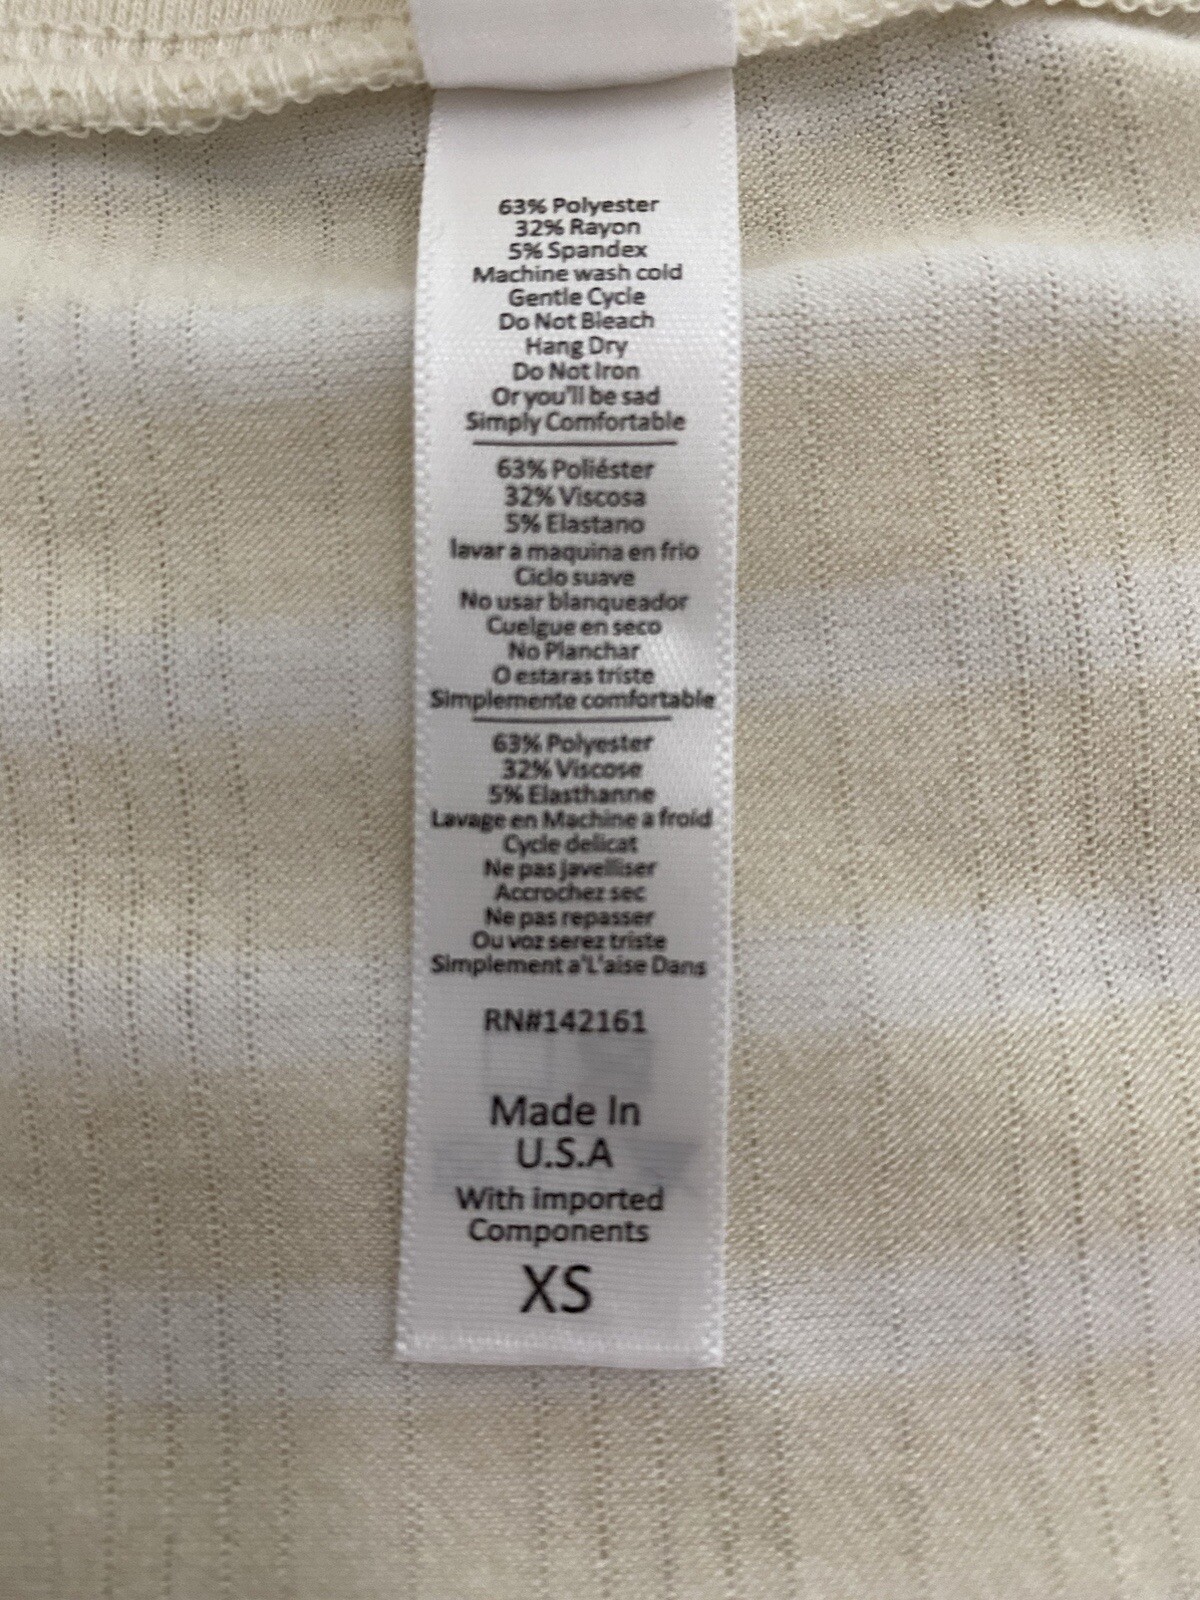 63% Polyester
32% Rayon
5% Spandex
Machine wash cold
Gentle Cycle
Do Not Bleach
Hang Dry
Do Not Iron
Or you'll be sad
Simply Comfortable
63% Poliéster
32% Viscosa
5% Elastano
lavar a maquina en frio
Ciclo suave
No usar blanqueador
Cuelgue en seco
No Planchar
O estaras triste
Simplemente comfortable
63% Polyester
32% Viscose
5% Elasthanne
Lavage en Machine a froid
Cycle delicat
Ne pas javelliser
Accrochez sec
Ne pas repasser
Ou voz serez triste
Simplement a'L'aise Dans
RN#142161
Made In
U.S.A
With imported
Components
XS